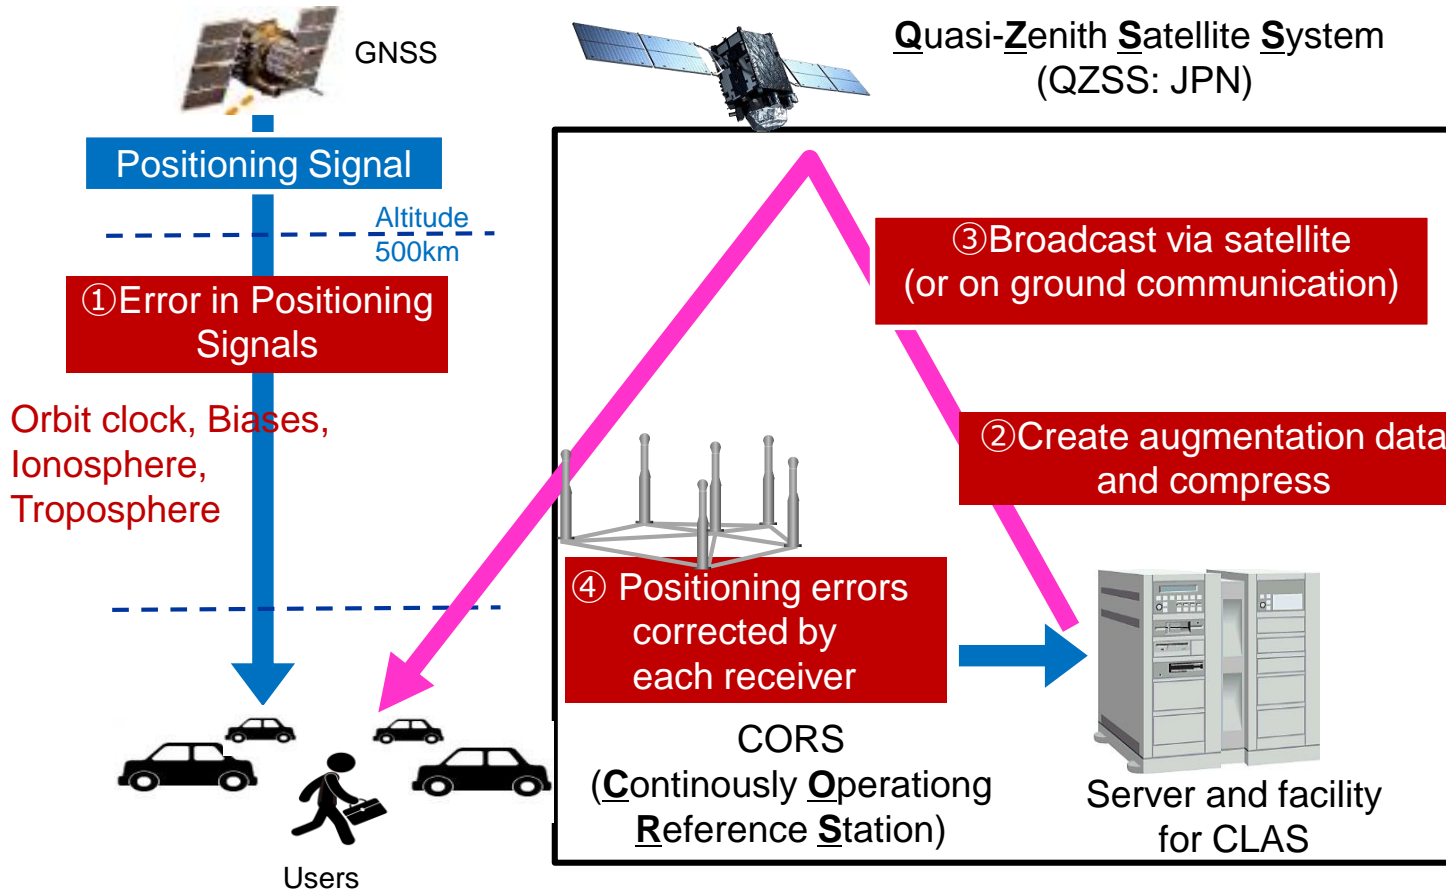 GNSS
Quasi-Zenith Satellite System
(QZSS: JPN)
Positioning Signal
Altitude
500km
①Error in Positioning
Signals
Orbit clock, Biases,
Ionosphere,
Troposphere
③Broadcast via satellite
(or on ground communication)
②Create augmentation data
and compress
④ Positioning errors
corrected by
each receiver
CORS
(Continously Operationg
Reference Station)
Server and facility
for CLAS
Users